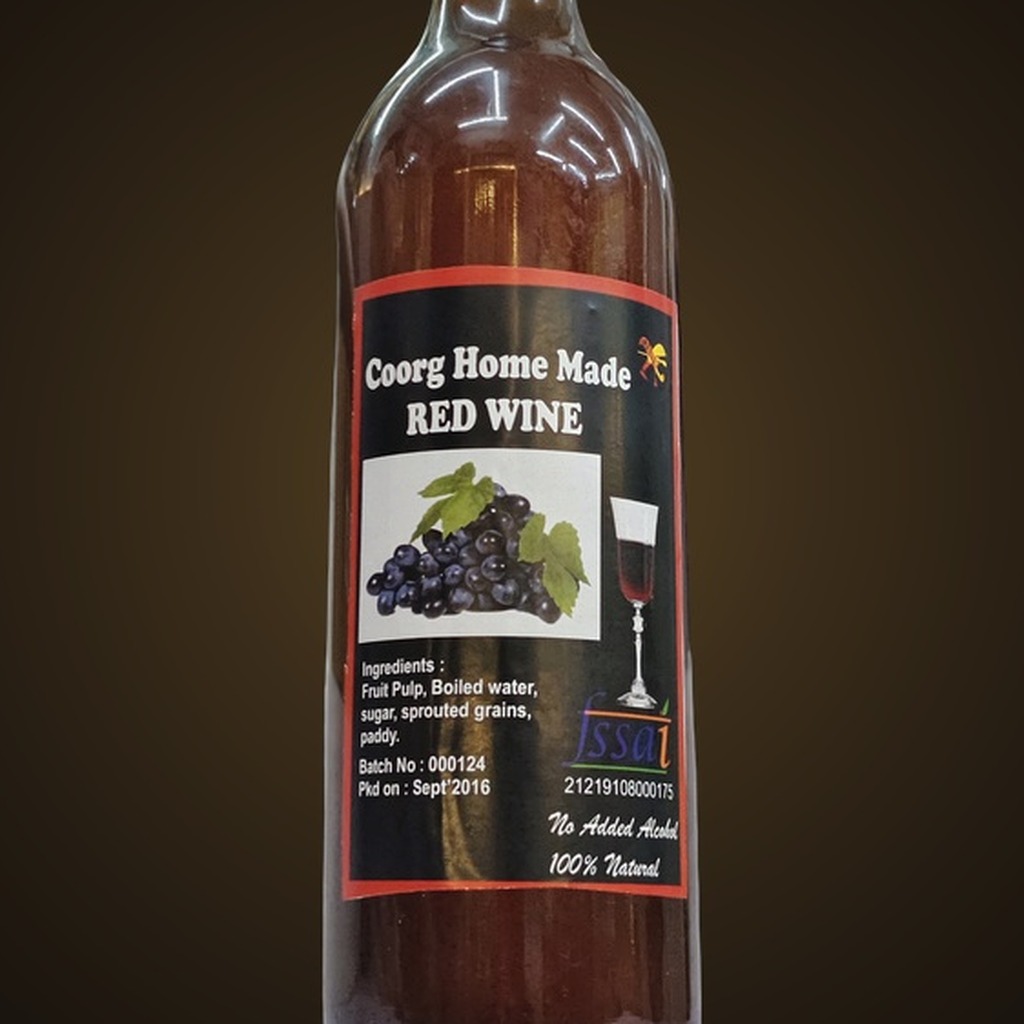 Coorg Home Made
RED WINE
Ingredients :
Fruit Pulp, Boiled water,
sugar, sprouted grains,
paddy.
Batch No : 000124
Pkd on : Sept'2016
fssai
21219108000175
No Added Alcohol
100% Natural